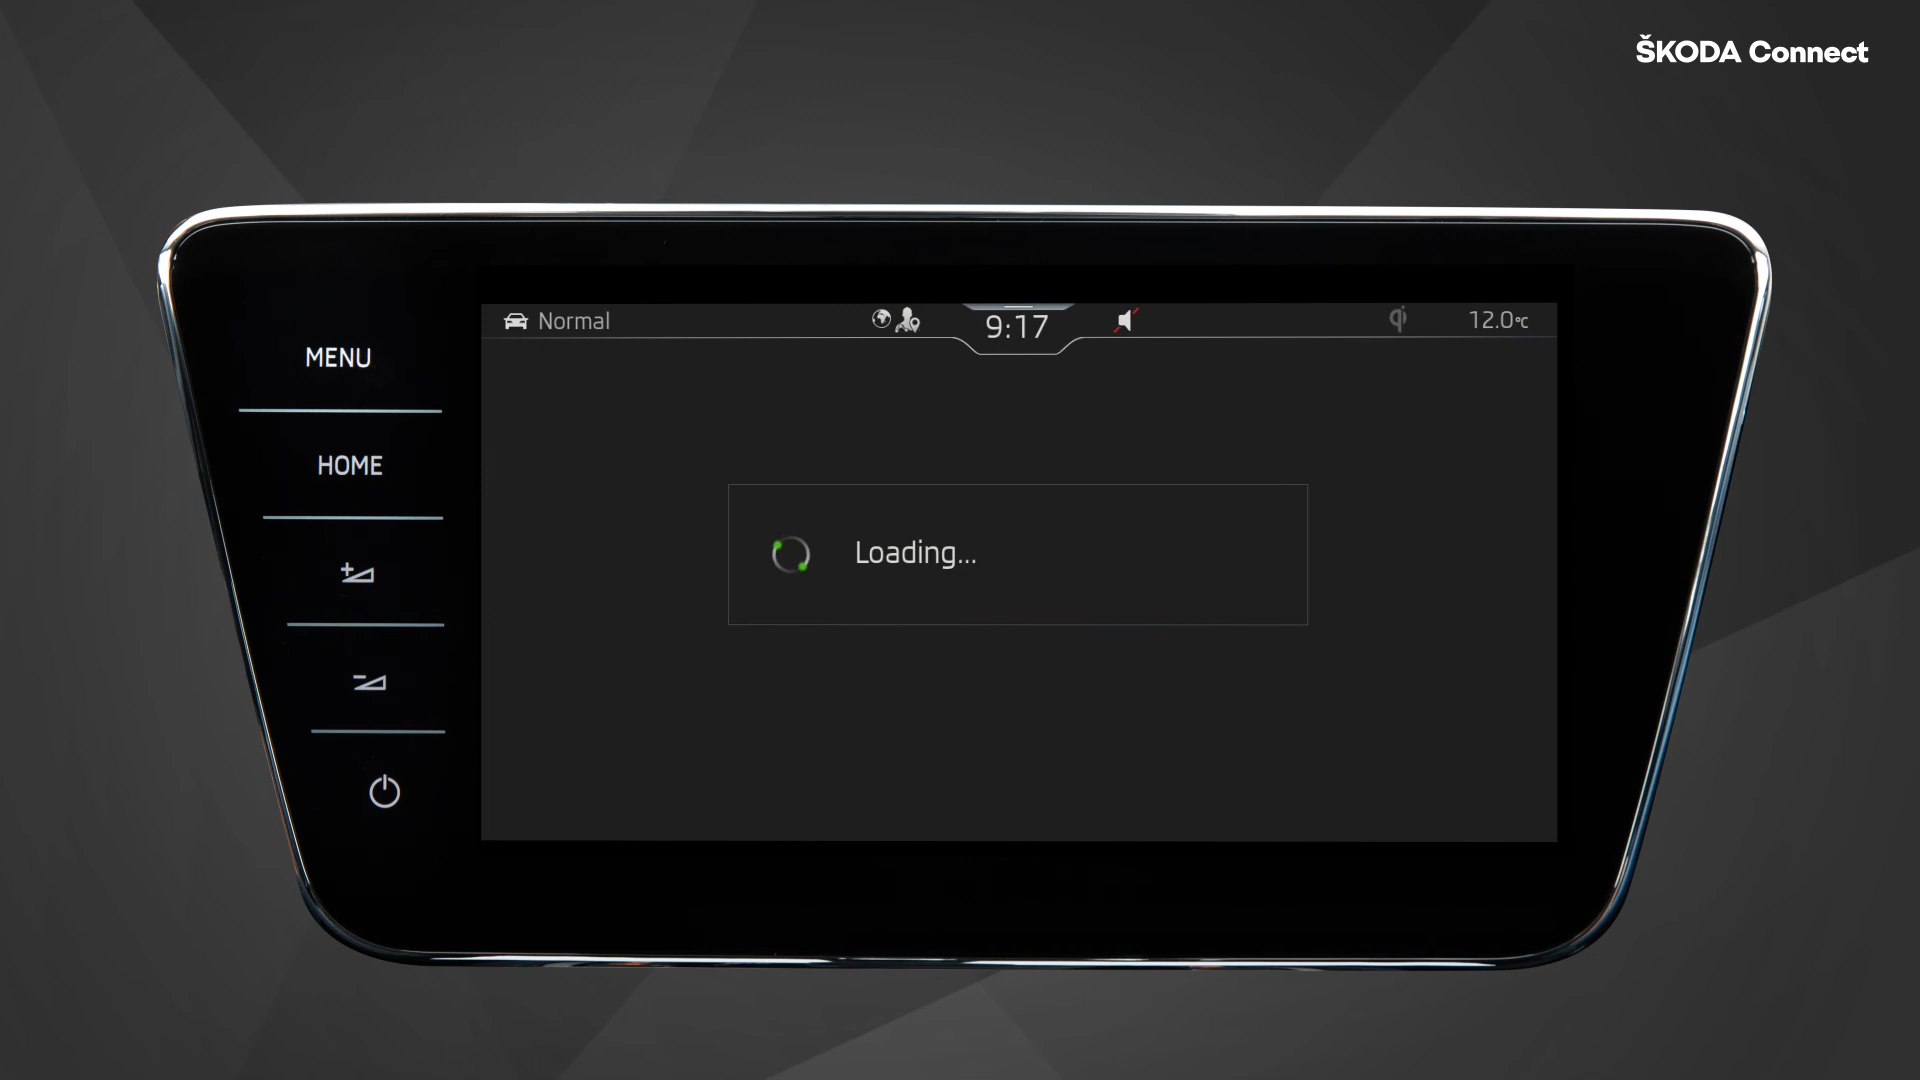 ŠKODA Connect
Normal
9:17
12.0°C
MENU
HOME
Loading...